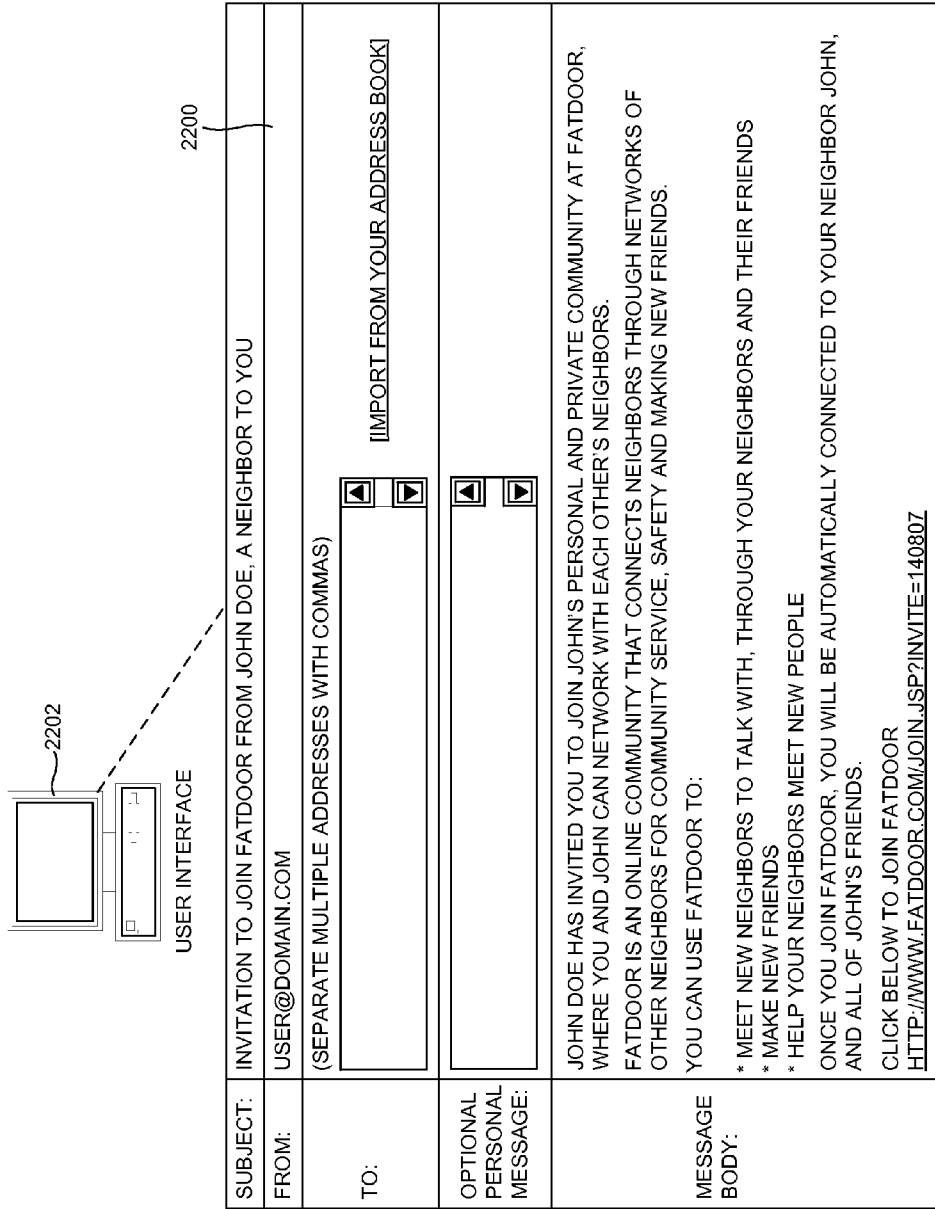 2202
USER INTERFACE
2200
SUBJECT: INVITATION TO JOIN FATDOOR FROM JOHN DOE, A NEIGHBOR TO YOU
FROM: USER@DOMAIN.COM
TO: (SEPARATE MULTIPLE ADDRESSES WITH COMMAS)
[IMPORT FROM YOUR ADDRESS BOOK]
OPTIONAL
PERSONAL
MESSAGE:
MESSAGE
BODY:
JOHN DOE HAS INVITED YOU TO JOIN JOHN'S PERSONAL AND PRIVATE COMMUNITY AT FATDOOR,
WHERE YOU AND JOHN CAN NETWORK WITH EACH OTHER'S NEIGHBORS.
FATDOOR IS AN ONLINE COMMUNITY THAT CONNECTS NEIGHBORS THROUGH NETWORKS OF
OTHER NEIGHBORS FOR COMMUNITY SERVICE, SAFETY AND MAKING NEW FRIENDS.
YOU CAN USE FATDOOR TO:
* MEET NEW NEIGHBORS TO TALK WITH, THROUGH YOUR NEIGHBORS AND THEIR FRIENDS
* MAKE NEW FRIENDS
* HELP YOUR NEIGHBORS MEET NEW PEOPLE
ONCE YOU JOIN FATDOOR, YOU WILL BE AUTOMATICALLY CONNECTED TO YOUR NEIGHBOR JOHN,
AND ALL OF JOHN'S FRIENDS.
CLICK BELOW TO JOIN FATDOOR
HTTP://WWW.FATDOOR.COM/JOIN.JSP?INVITE=140807